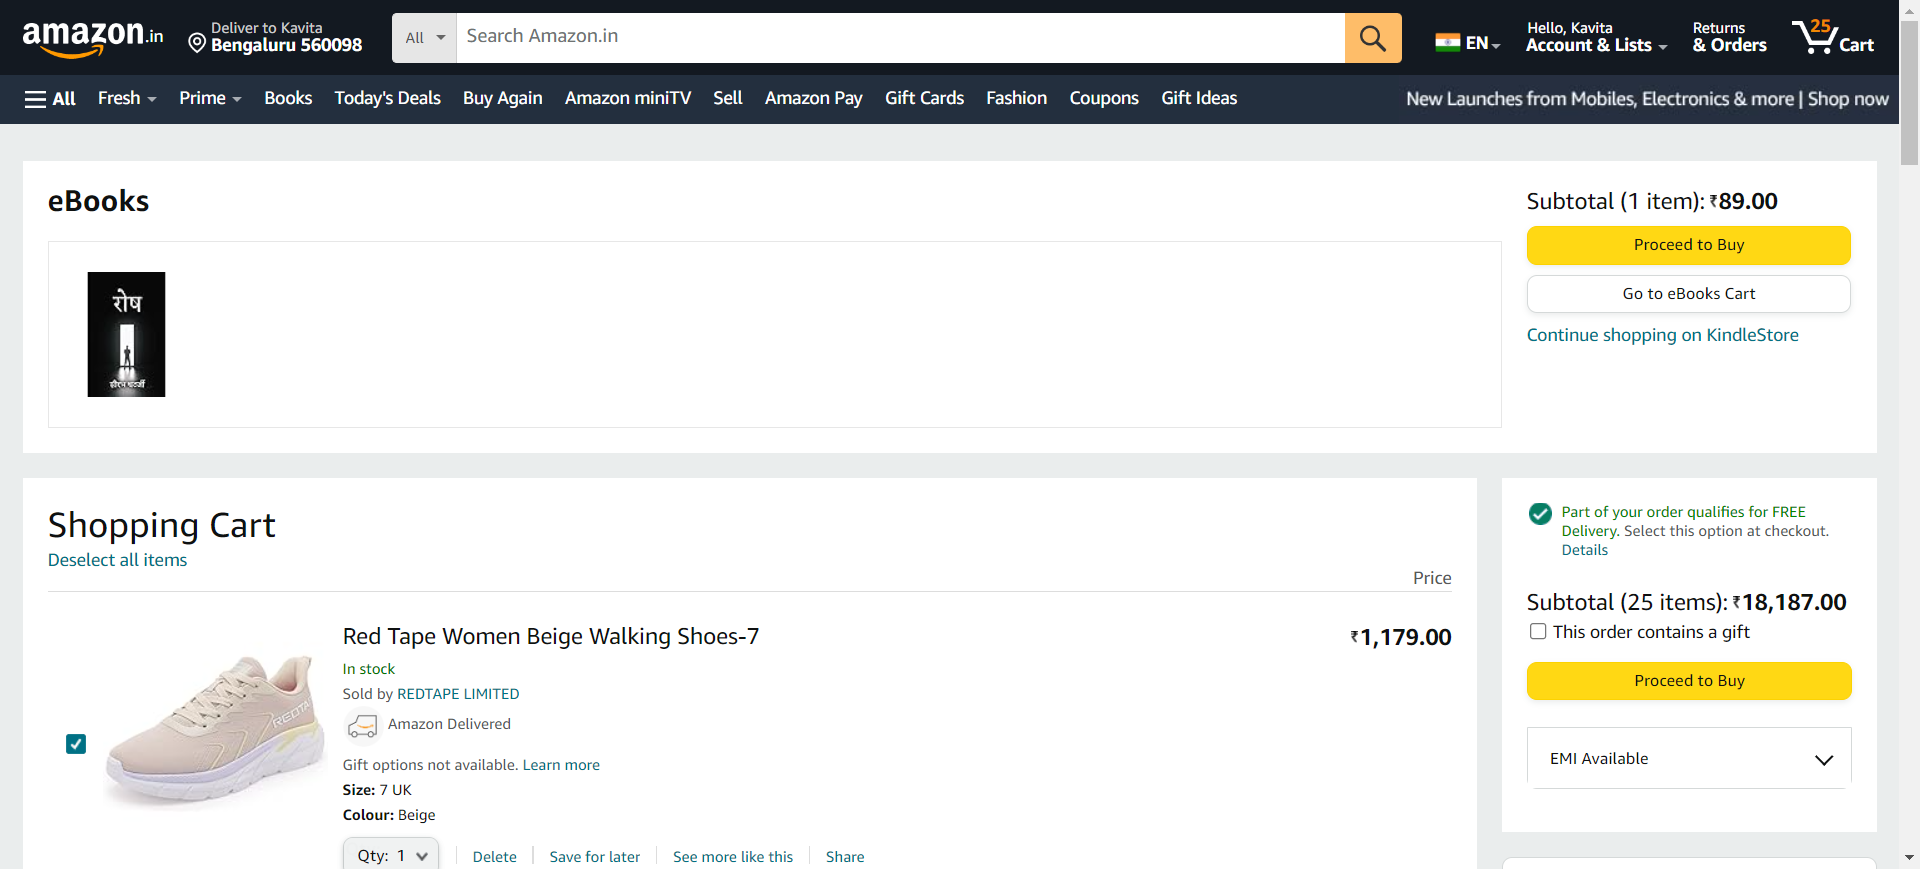 amazon.in
Deliver to Kavita
Bengaluru 560098
All
Search Amazon.in
EN
Hello, Kavita
Account & Lists
Returns
& Orders
25
Cart
All
Fresh
Prime
Books
Today's Deals
Buy Again
Amazon miniTV
Sell
Amazon Pay
Gift Cards
Fashion
Coupons
Gift Ideas
New Launches from Mobiles, Electronics & more | Shop now
eBooks
रोष
Subtotal (1 item): ₹89.00
Proceed to Buy
Go to eBooks Cart
Continue shopping on KindleStore
Shopping Cart
Deselect all items
Price
Red Tape Women Beige Walking Shoes-7
₹1,179.00
In stock
Sold by REDTAPE LIMITED
Amazon Delivered
Gift options not available. Learn more
Size: 7 UK
Colour: Beige
Qty: 1
Delete
Save for later
See more like this
Share
REDTA
Part of your order qualifies for FREE
Delivery. Select this option at checkout.
Details
Subtotal (25 items): ₹18,187.00
This order contains a gift
Proceed to Buy
EMI Available